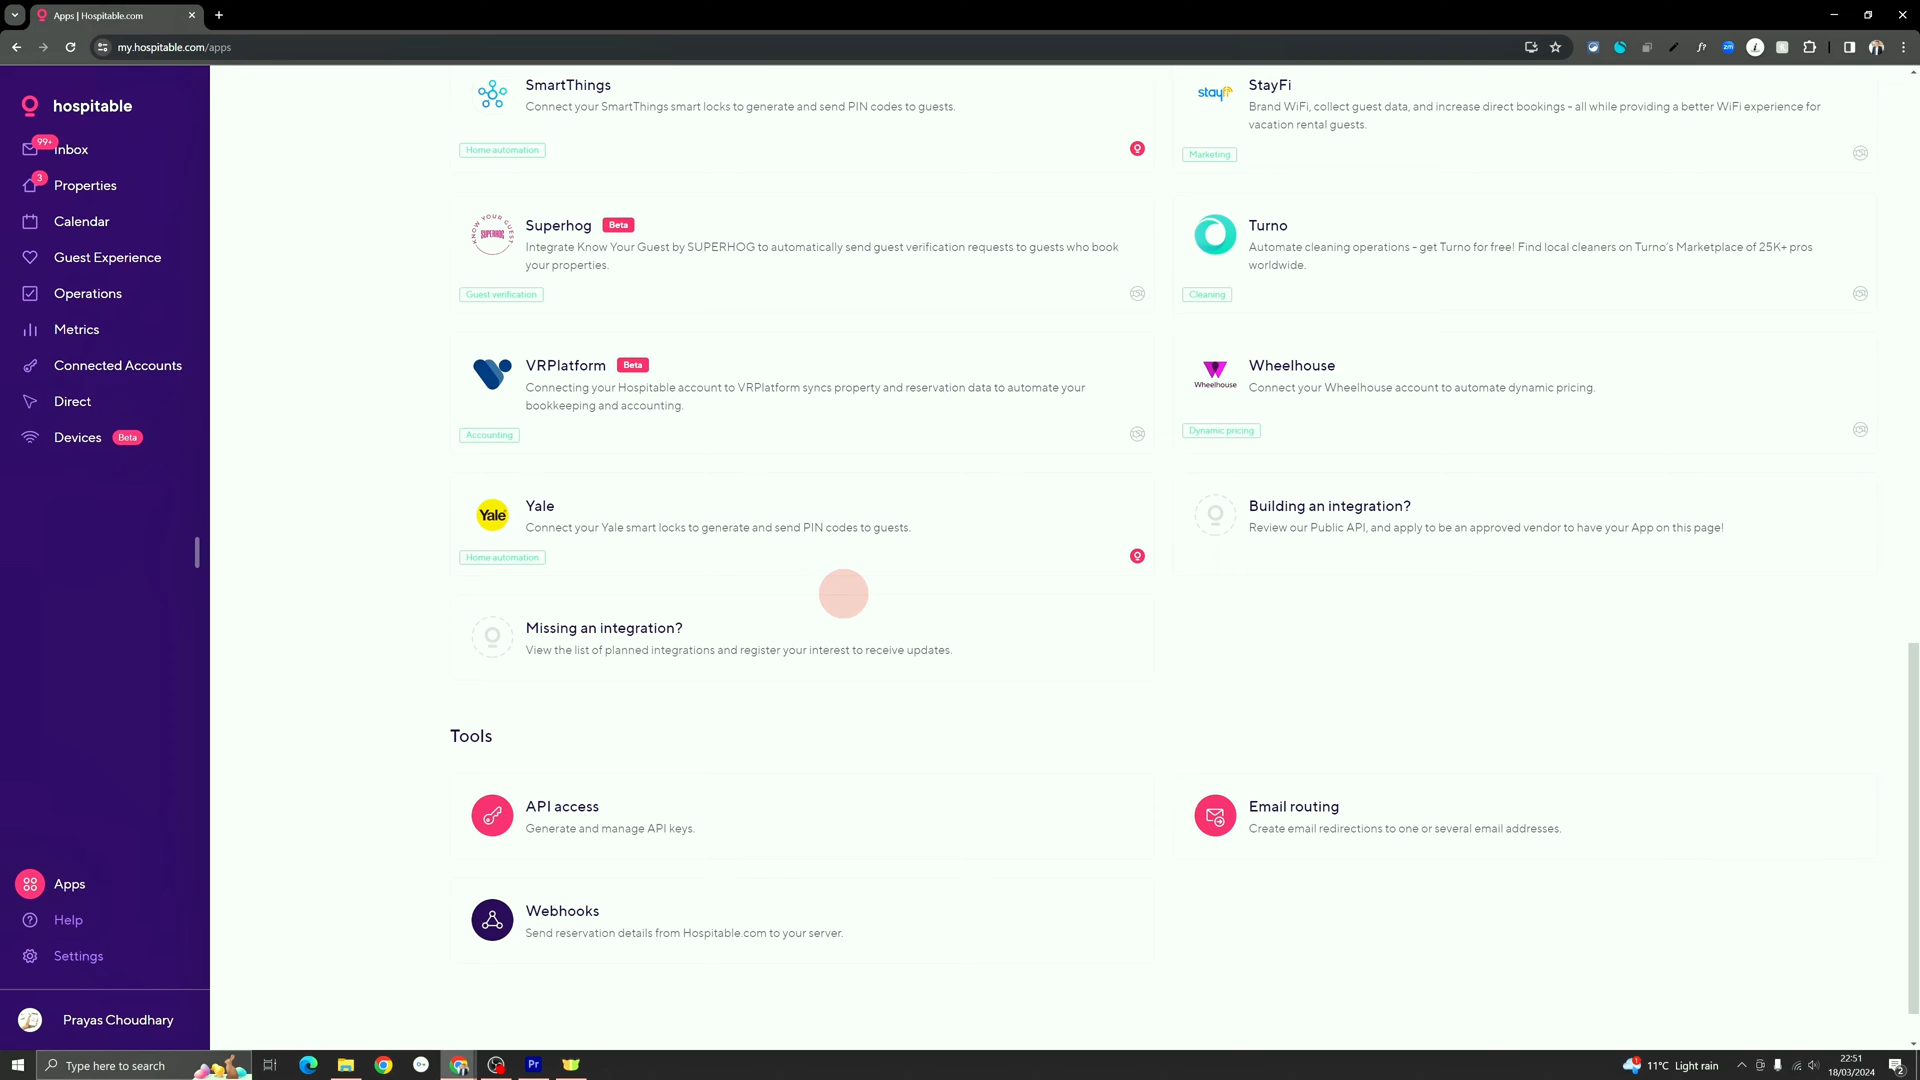 Apps | Hospitable.com
my.hospitable.com/apps
hospitable
99+
Inbox
3
Properties
Calendar
Guest Experience
Operations
Metrics
Connected Accounts
Direct
Devices Beta
Apps
Help
Settings
Prayas Choudhary
SmartThings
Connect your SmartThings smart locks to generate and send PIN codes to guests.
Home automation
stayfi
StayFi
Brand WiFi, collect guest data, and increase direct bookings - all while providing a better WiFi experience for
vacation rental guests.
Marketing
KNOW YOUR GUEST
SUPERHOG
Superhog Beta
Integrate Know Your Guest by SUPERHOG to automatically send guest verification requests to guests who book
your properties.
Guest verification
Turno
Automate cleaning operations - get Turno for free! Find local cleaners on Turno's Marketplace of 25K+ pros
worldwide.
Cleaning
VRPlatform Beta
Connecting your Hospitable account to VRPlatform syncs property and reservation data to automate your
bookkeeping and accounting.
Accounting
Wheelhouse
Wheelhouse
Connect your Wheelhouse account to automate dynamic pricing.
Dynamic pricing
Yale
Yale
Connect your Yale smart locks to generate and send PIN codes to guests.
Home automation
Building an integration?
Review our Public API, and apply to be an approved vendor to have your App on this page!
Missing an integration?
View the list of planned integrations and register your interest to receive updates.
Tools
API access
Generate and manage API keys.
Email routing
Create email redirections to one or several email addresses.
Webhooks
Send reservation details from Hospitable.com to your server.
Type here to search
Pr
11°C Light rain
22:51
18/03/2024
2